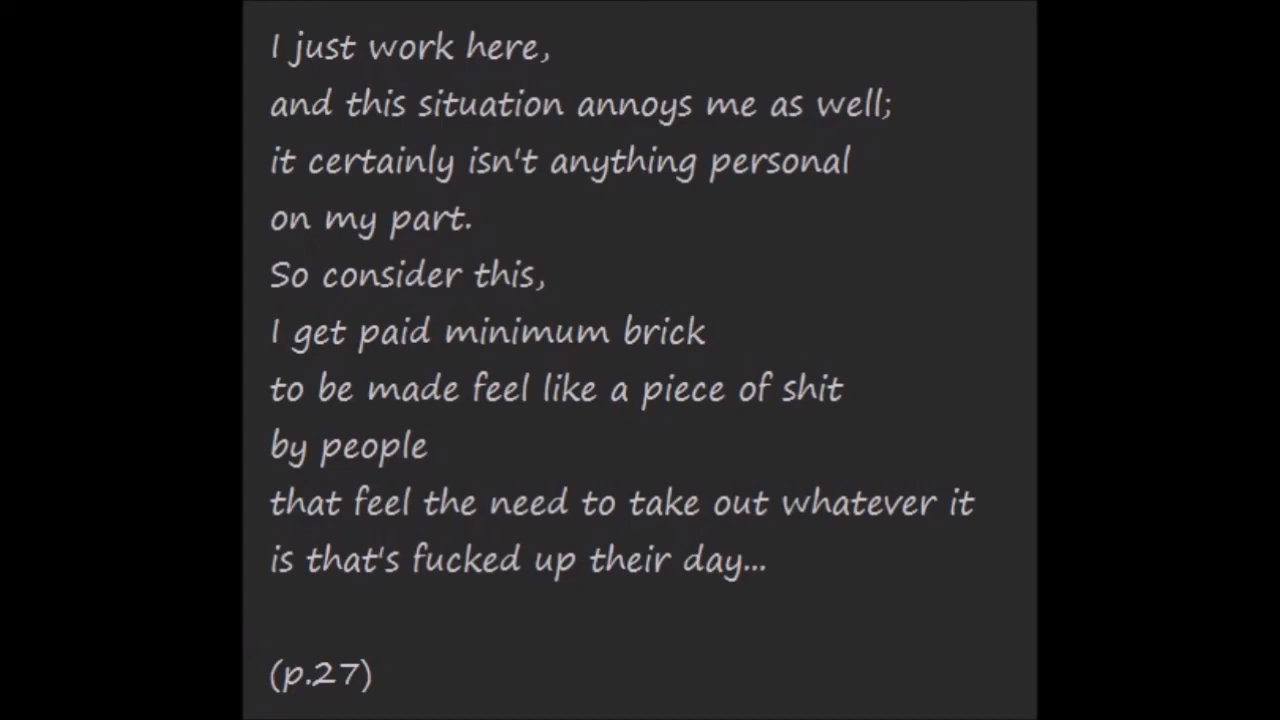 I just work here,
and this situation annoys me as well;
it certainly isn't anything personal
on my part.
So consider this,
I get paid minimum brick
to be made feel like a piece of shit
by people
that feel the need to take out whatever it
is that's fucked up their day...
(p.27)